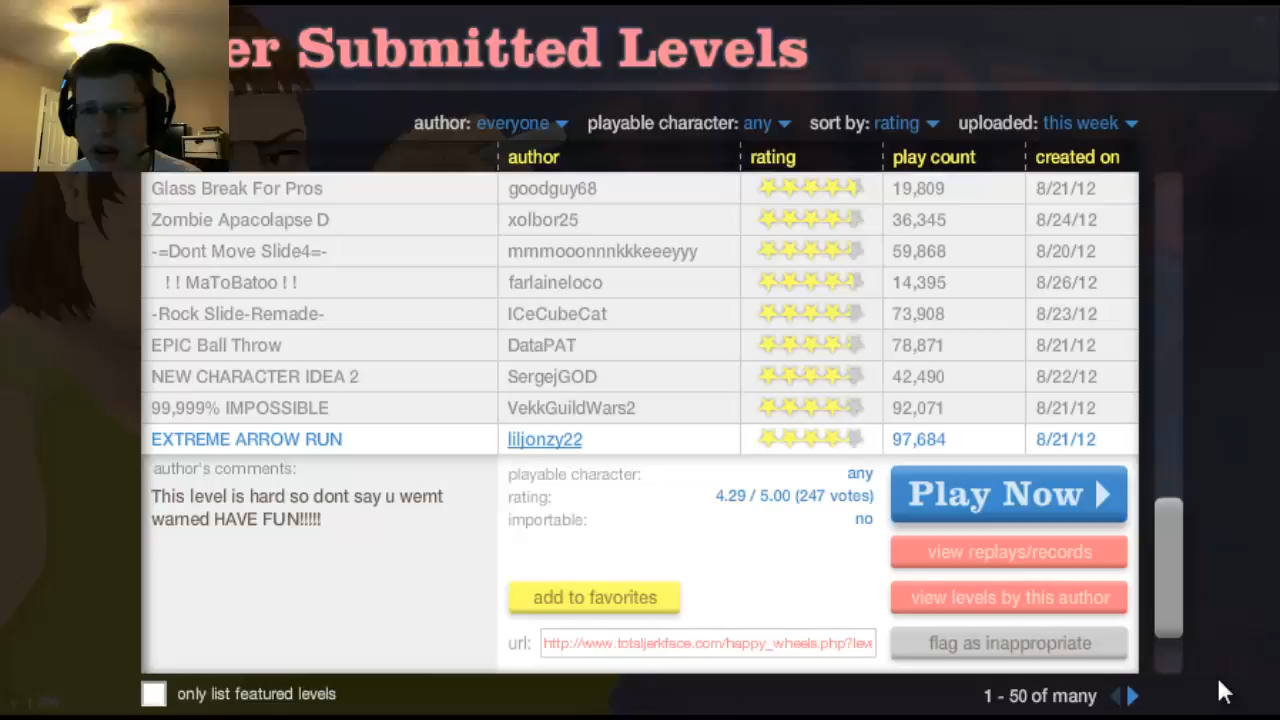 er Submitted Levels
author: everyone playable character: any sort by: rating uploaded: this week
author rating play count created on
Glass Break For Pros goodguy68 19,809 8/21/12
Zombie Apacolapse D xolbor25 36,345 8/24/12
-=Dont Move Slide4=- mmmooonnnkkkeeeyyy 59,868 8/20/12
! ! MaToBatoo ! ! farlaineloco 14,395 8/26/12
-Rock Slide-Remade- ICeCubeCat 73,908 8/23/12
EPIC Ball Throw DataPAT 78,871 8/21/12
NEW CHARACTER IDEA 2 SergejGOD 42,490 8/22/12
99,999% IMPOSSIBLE VekkGuildWars2 92,071 8/21/12
EXTREME ARROW RUN liljonzy22 97,684 8/21/12
author's comments:
This level is hard so dont say u wemt
warned HAVE FUN!!!!!
playable character: any
rating: 4.29 / 5.00 (247 votes)
importable: no
add to favorites
url: http://www.totaljerkface.com/happy_wheels.php?leve
Play Now
view replays/records
view levels by this author
flag as inappropriate
only list featured levels 1 - 50 of many